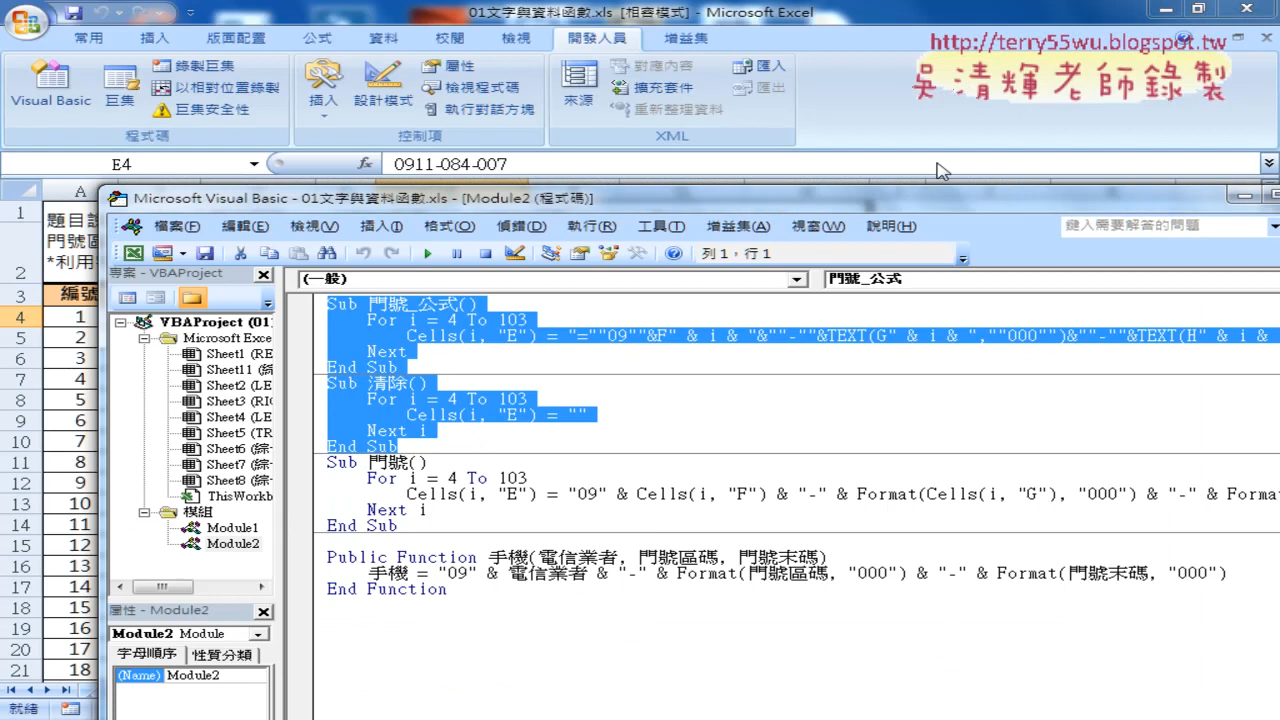 01文字與資料函數.xls [相容模式] - Microsoft Excel
常用 插入 版面配置 公式 資料 校閱 檢視 開發人員 增益集
http://terry55wu.blogspot.tw
吳清輝老師錄製
Visual Basic 巨集 錄製巨集 以相對位置錄製 巨集安全性
插入 設計模式 屬性 檢視程式碼 執行對話方塊
來源 對應內容 擴充套件 重新整理資料 匯入 匯出
程式碼 控制項 XML
E4 fx 0911-084-007
A
1 題目說
門號區
2 *利用
3 編號
4 1
5 2
6 3
7 4
8 5
9 6
10 7
11 8
12 9
13 10
14 11
15 12
16 13
17 14
18 15
19 16
20 17
21 18
就緒
Microsoft Visual Basic - 01文字與資料函數.xls - [Module2 (程式碼)]
檔案(F) 編輯(E) 檢視(V) 插入(I) 格式(O) 偵錯(D) 執行(R) 工具(T) 增益集(A) 視窗(W) 說明(H) 鍵入需要解答的問題
列 1，行 1
專案 - VBAProject
VBAProject (01
Microsoft Exce
Sheet1 (RE
Sheet11 (綜
Sheet2 (LE
Sheet3 (RIG
Sheet4 (LE
Sheet5 (TR
Sheet6 (綜
Sheet7 (綜
Sheet8 (綜
ThisWorkb
模組
Module1
Module2
屬性 - Module2
Module2 Module
字母順序 性質分類
(Name) Module2
(一般) 門號_公式
Sub 門號_公式()
For i = 4 To 103
Cells(i, "E") = "=""09""&F" & i & "&""-""&TEXT(G" & i & ",""000"")&""-""&TEXT(H" & i &
Next
End Sub
Sub 清除()
For i = 4 To 103
Cells(i, "E") = ""
Next i
End Sub
Sub 門號()
For i = 4 To 103
Cells(i, "E") = "09" & Cells(i, "F") & "-" & Format(Cells(i, "G"), "000") & "-" & Forma
Next i
End Sub
Public Function 手機(電信業者, 門號區碼, 門號末碼)
手機 = "09" & 電信業者 & "-" & Format(門號區碼, "000") & "-" & Format(門號末碼, "000")
End Function